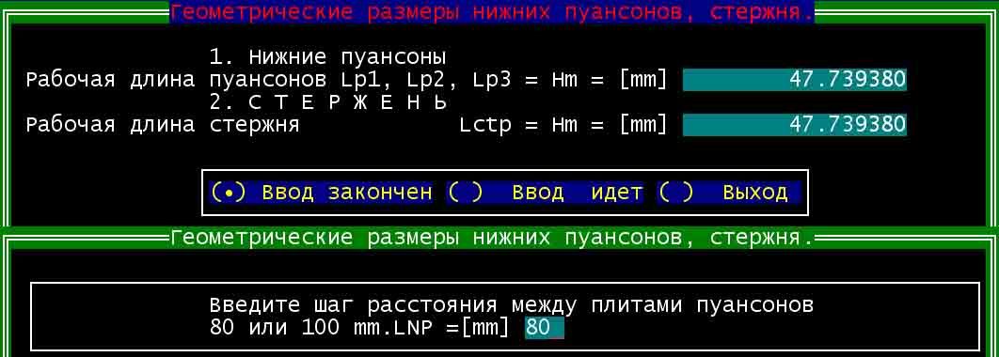 Геометрические размеры нижних пуансонов, стержня.
1. Нижние пуансоны
Рабочая длина пуансонов Lp1, Lp2, Lp3 = Hm = [mm] 47.739380
2. С Т Е Р Ж Е Н Ь
Рабочая длина стержня Lстр = Hm = [mm] 47.739380
(•) Ввод закончен ( ) Ввод идет ( ) Выход
Геометрические размеры нижних пуансонов, стержня.
Введите шаг расстояния между плитами пуансонов
80 или 100 mm.LNP =[mm] 80